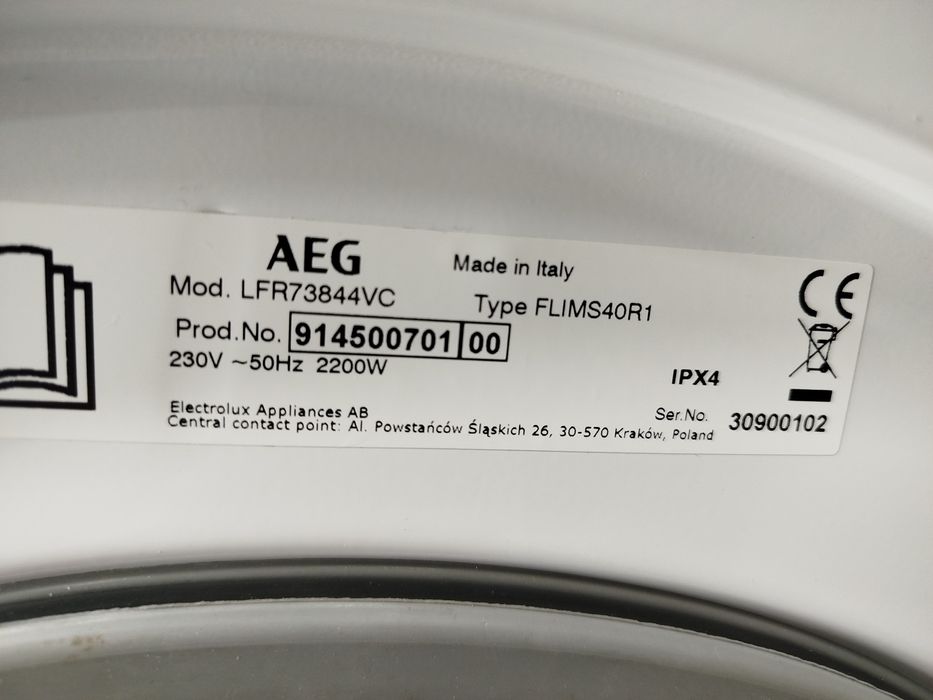 AEG
Made in Italy
Mod. LFR73844VC
Type FLIMS40R1
Prod.No. 914500701 00
230V ~50Hz 2200W
IPX4
Electrolux Appliances AB
Central contact point: Al. Powstańców Śląskich 26, 30-570 Kraków, Poland
Ser.No. 30900102
CE